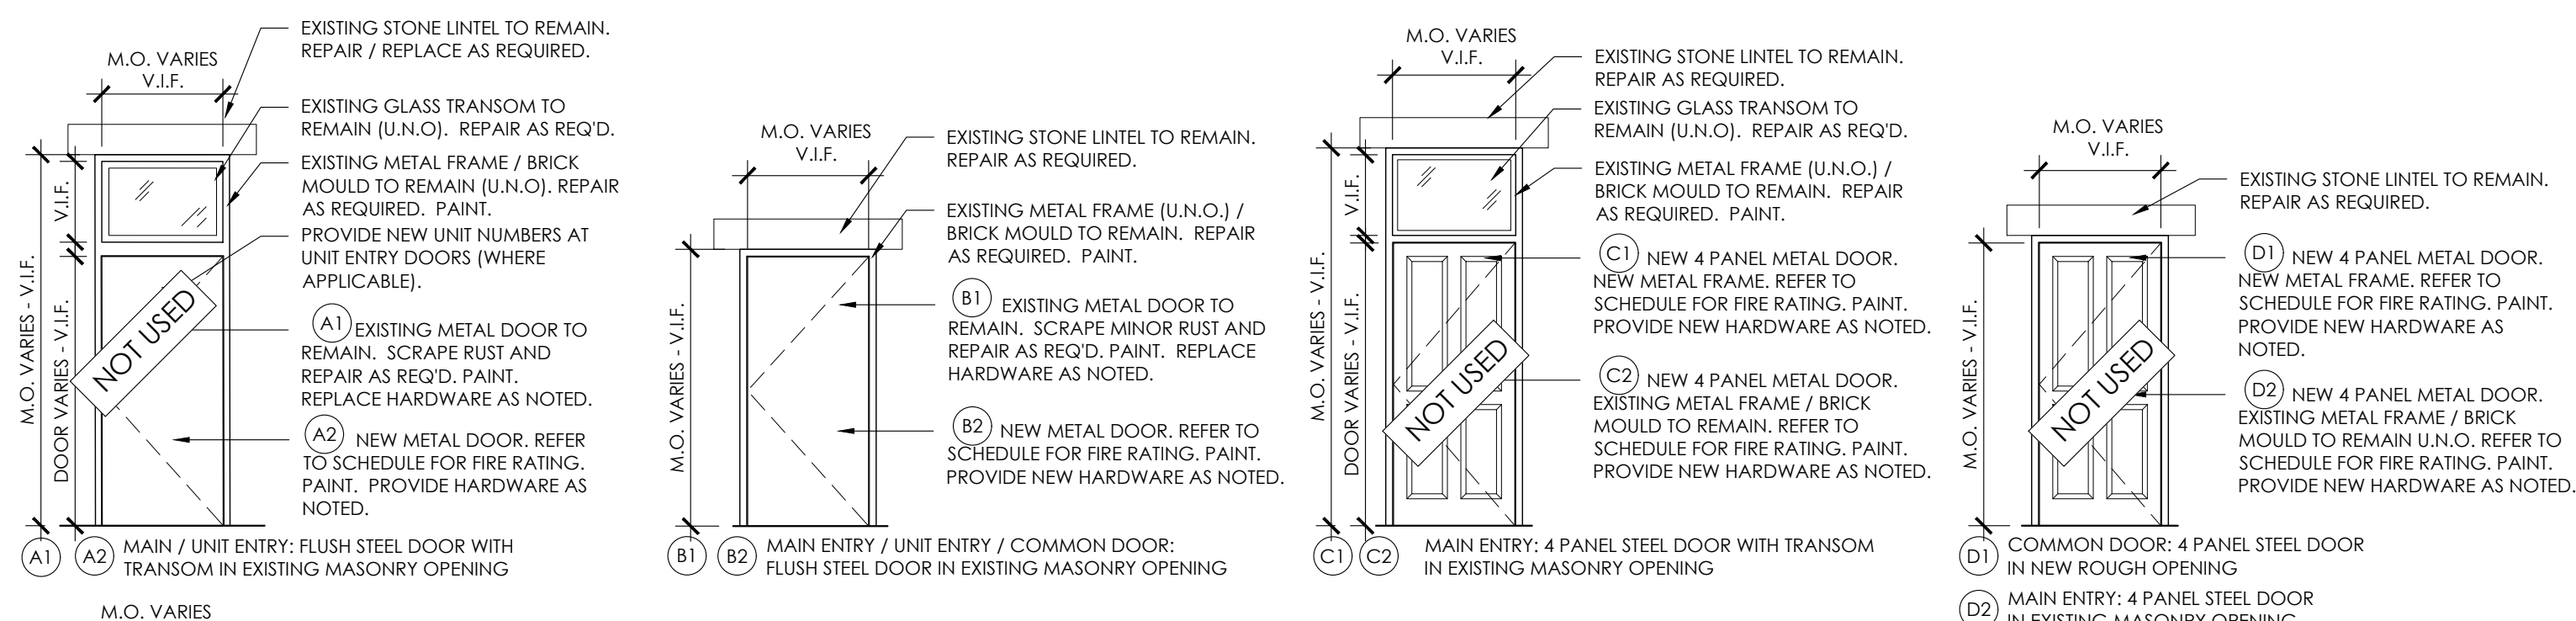 M.O. VARIES
V.I.F.
EXISTING STONE LINTEL TO REMAIN.
REPAIR / REPLACE AS REQUIRED.
EXISTING GLASS TRANSOM TO
REMAIN (U.N.O). REPAIR AS REQ'D.
EXISTING METAL FRAME / BRICK
MOULD TO REMAIN (U.N.O). REPAIR
AS REQUIRED. PAINT.
PROVIDE NEW UNIT NUMBERS AT
UNIT ENTRY DOORS (WHERE
APPLICABLE).
A1 EXISTING METAL DOOR TO
REMAIN. SCRAPE RUST AND
REPAIR AS REQ'D. PAINT.
REPLACE HARDWARE AS NOTED.
A2 NEW METAL DOOR. REFER
TO SCHEDULE FOR FIRE RATING.
PAINT. PROVIDE HARDWARE AS
NOTED.
M.O. VARIES - V.I.F.
V.I.F.
DOOR VARIES - V.I.F.
NOT USED
A1 A2 MAIN / UNIT ENTRY: FLUSH STEEL DOOR WITH
TRANSOM IN EXISTING MASONRY OPENING
M.O. VARIES
M.O. VARIES
V.I.F.
EXISTING STONE LINTEL TO REMAIN.
REPAIR AS REQUIRED.
EXISTING METAL FRAME (U.N.O.) /
BRICK MOULD TO REMAIN. REPAIR
AS REQUIRED. PAINT.
B1 EXISTING METAL DOOR TO
REMAIN. SCRAPE MINOR RUST AND
REPAIR AS REQ'D. PAINT. REPLACE
HARDWARE AS NOTED.
B2 NEW METAL DOOR. REFER TO
SCHEDULE FOR FIRE RATING. PAINT.
PROVIDE NEW HARDWARE AS NOTED.
M.O. VARIES - V.I.F.
B1 B2 MAIN ENTRY / UNIT ENTRY / COMMON DOOR:
FLUSH STEEL DOOR IN EXISTING MASONRY OPENING
M.O. VARIES
V.I.F.
EXISTING STONE LINTEL TO REMAIN.
REPAIR AS REQUIRED.
EXISTING GLASS TRANSOM TO
REMAIN (U.N.O). REPAIR AS REQ'D.
EXISTING METAL FRAME (U.N.O.) /
BRICK MOULD TO REMAIN. REPAIR
AS REQUIRED. PAINT.
C1 NEW 4 PANEL METAL DOOR.
NEW METAL FRAME. REFER TO
SCHEDULE FOR FIRE RATING. PAINT.
PROVIDE NEW HARDWARE AS NOTED.
C2 NEW 4 PANEL METAL DOOR.
EXISTING METAL FRAME / BRICK
MOULD TO REMAIN. REFER TO
SCHEDULE FOR FIRE RATING. PAINT.
PROVIDE NEW HARDWARE AS NOTED.
M.O. VARIES - V.I.F.
V.I.F.
DOOR VARIES - V.I.F.
NOT USED
C1 C2 MAIN ENTRY: 4 PANEL STEEL DOOR WITH TRANSOM
IN EXISTING MASONRY OPENING
M.O. VARIES
V.I.F.
EXISTING STONE LINTEL TO REMAIN.
REPAIR AS REQUIRED.
D1 NEW 4 PANEL METAL DOOR.
NEW METAL FRAME. REFER TO
SCHEDULE FOR FIRE RATING. PAINT.
PROVIDE NEW HARDWARE AS
NOTED.
D2 NEW 4 PANEL METAL DOOR.
EXISTING METAL FRAME / BRICK
MOULD TO REMAIN U.N.O. REFER TO
SCHEDULE FOR FIRE RATING. PAINT.
PROVIDE NEW HARDWARE AS NOTED.
M.O. VARIES - V.I.F.
NOT USED
D1 COMMON DOOR: 4 PANEL STEEL DOOR
IN NEW ROUGH OPENING
D2 MAIN ENTRY: 4 PANEL STEEL DOOR
IN EXISTING MASONRY OPENING